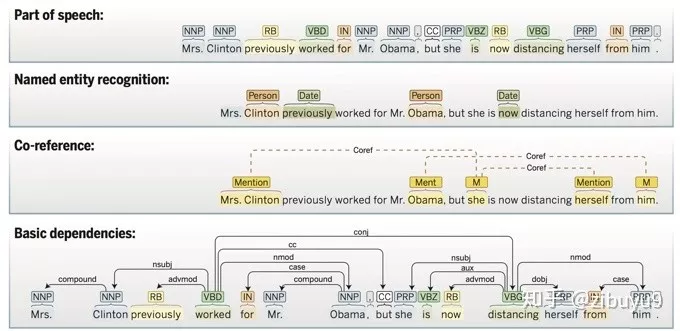 Part of speech:
NNP NNP RB VBD IN NNP NNP , CC PRP VBZ RB VBG PRP IN PRP .
Mrs. Clinton previously worked for Mr. Obama, but she is now distancing herself from him .
Named entity recognition:
Person Date Person Date
Mrs. Clinton previously worked for Mr. Obama, but she is now distancing herself from him.
Co-reference:
Coref
Coref
Coref
Mention Ment M Mention M
Mrs. Clinton previously worked for Mr. Obama, but she is now distancing herself from him.
Basic dependencies:
conj
cc
nsubj nmod nsubj nmod
case aux
compound advmod compound advmod dobj case
NNP NNP RB VBD IN NNP NNP , CC PRP VBZ RB VBG PRP IN PRP .
Mrs. Clinton previously worked for Mr. Obama, but she is now distancing herself from him.